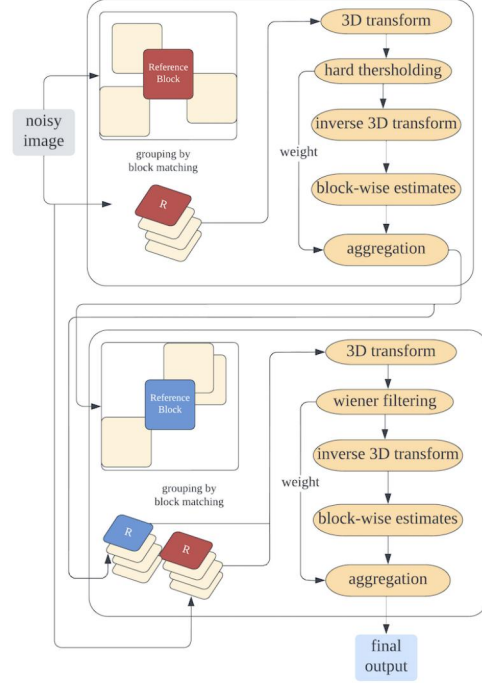 noisy
image
Reference
Block
grouping by
block matching
R
3D transform
hard thersholding
inverse 3D transform
weight
block-wise estimates
aggregation
Reference
Block
grouping by
block matching
R
R
3D transform
wiener filtering
inverse 3D transform
weight
block-wise estimates
aggregation
final
output